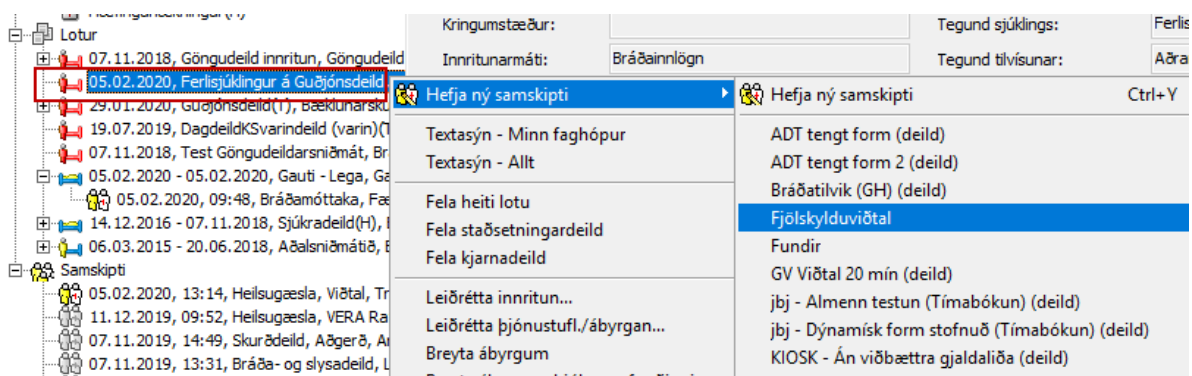 Lotur
07.11.2018, Göngudeild innritun, Göngudeild
05.02.2020, Ferlisjúklingur á Guðjónsdeild
29.01.2020, Guðjónsdeild(T), Bæklunarsku
19.07.2019, DagdeildKSvarindeild (varin)(T
07.11.2018, Test Göngudeildarsniðmát, Br
05.02.2020 - 05.02.2020, Gauti - Lega, Ga
05.02.2020, 09:48, Bráðamóttaka, Fæ
14.12.2016 - 07.11.2018, Sjúkradeild(H),
06.03.2015 - 20.06.2018, Aðalsniðmátið,
Samskipti
05.02.2020, 13:14, Heilsugæsla, Viðtal, Tr
11.12.2019, 09:52, Heilsugæsla, VERA Ra
07.11.2019, 14:49, Skurðdeild, Aðgerð, A
07.11.2019, 13:31, Bráða- og slysadeild, L
Kringumstæður:
Tegund sjúklings:
Ferlis
Innritunarmáti:
Bráðainnlögn
Tegund tilvísunar:
Aðra
Hefja ný samskipti
Textasýn - Minn faghópur
Textasýn - Allt
Fela heiti lotu
Fela staðsetningardeild
Fela kjarnadeild
Leiðrétta innritun...
Leiðrétta þjónustufl./ábyrgan...
Breyta ábyrgum
Hefja ný samskipti Ctrl+Y
ADT tengt form (deild)
ADT tengt form 2 (deild)
Bráðatilvik (GH) (deild)
Fjölskylduviðtal
Fundir
GV Viðtal 20 mín (deild)
jbj - Almenn testun (Tímabókun) (deild)
jbj - Dýnamísk form stofnuð (Tímabókun) (deild)
KIOSK - Án viðbættra gjaldaliða (deild)